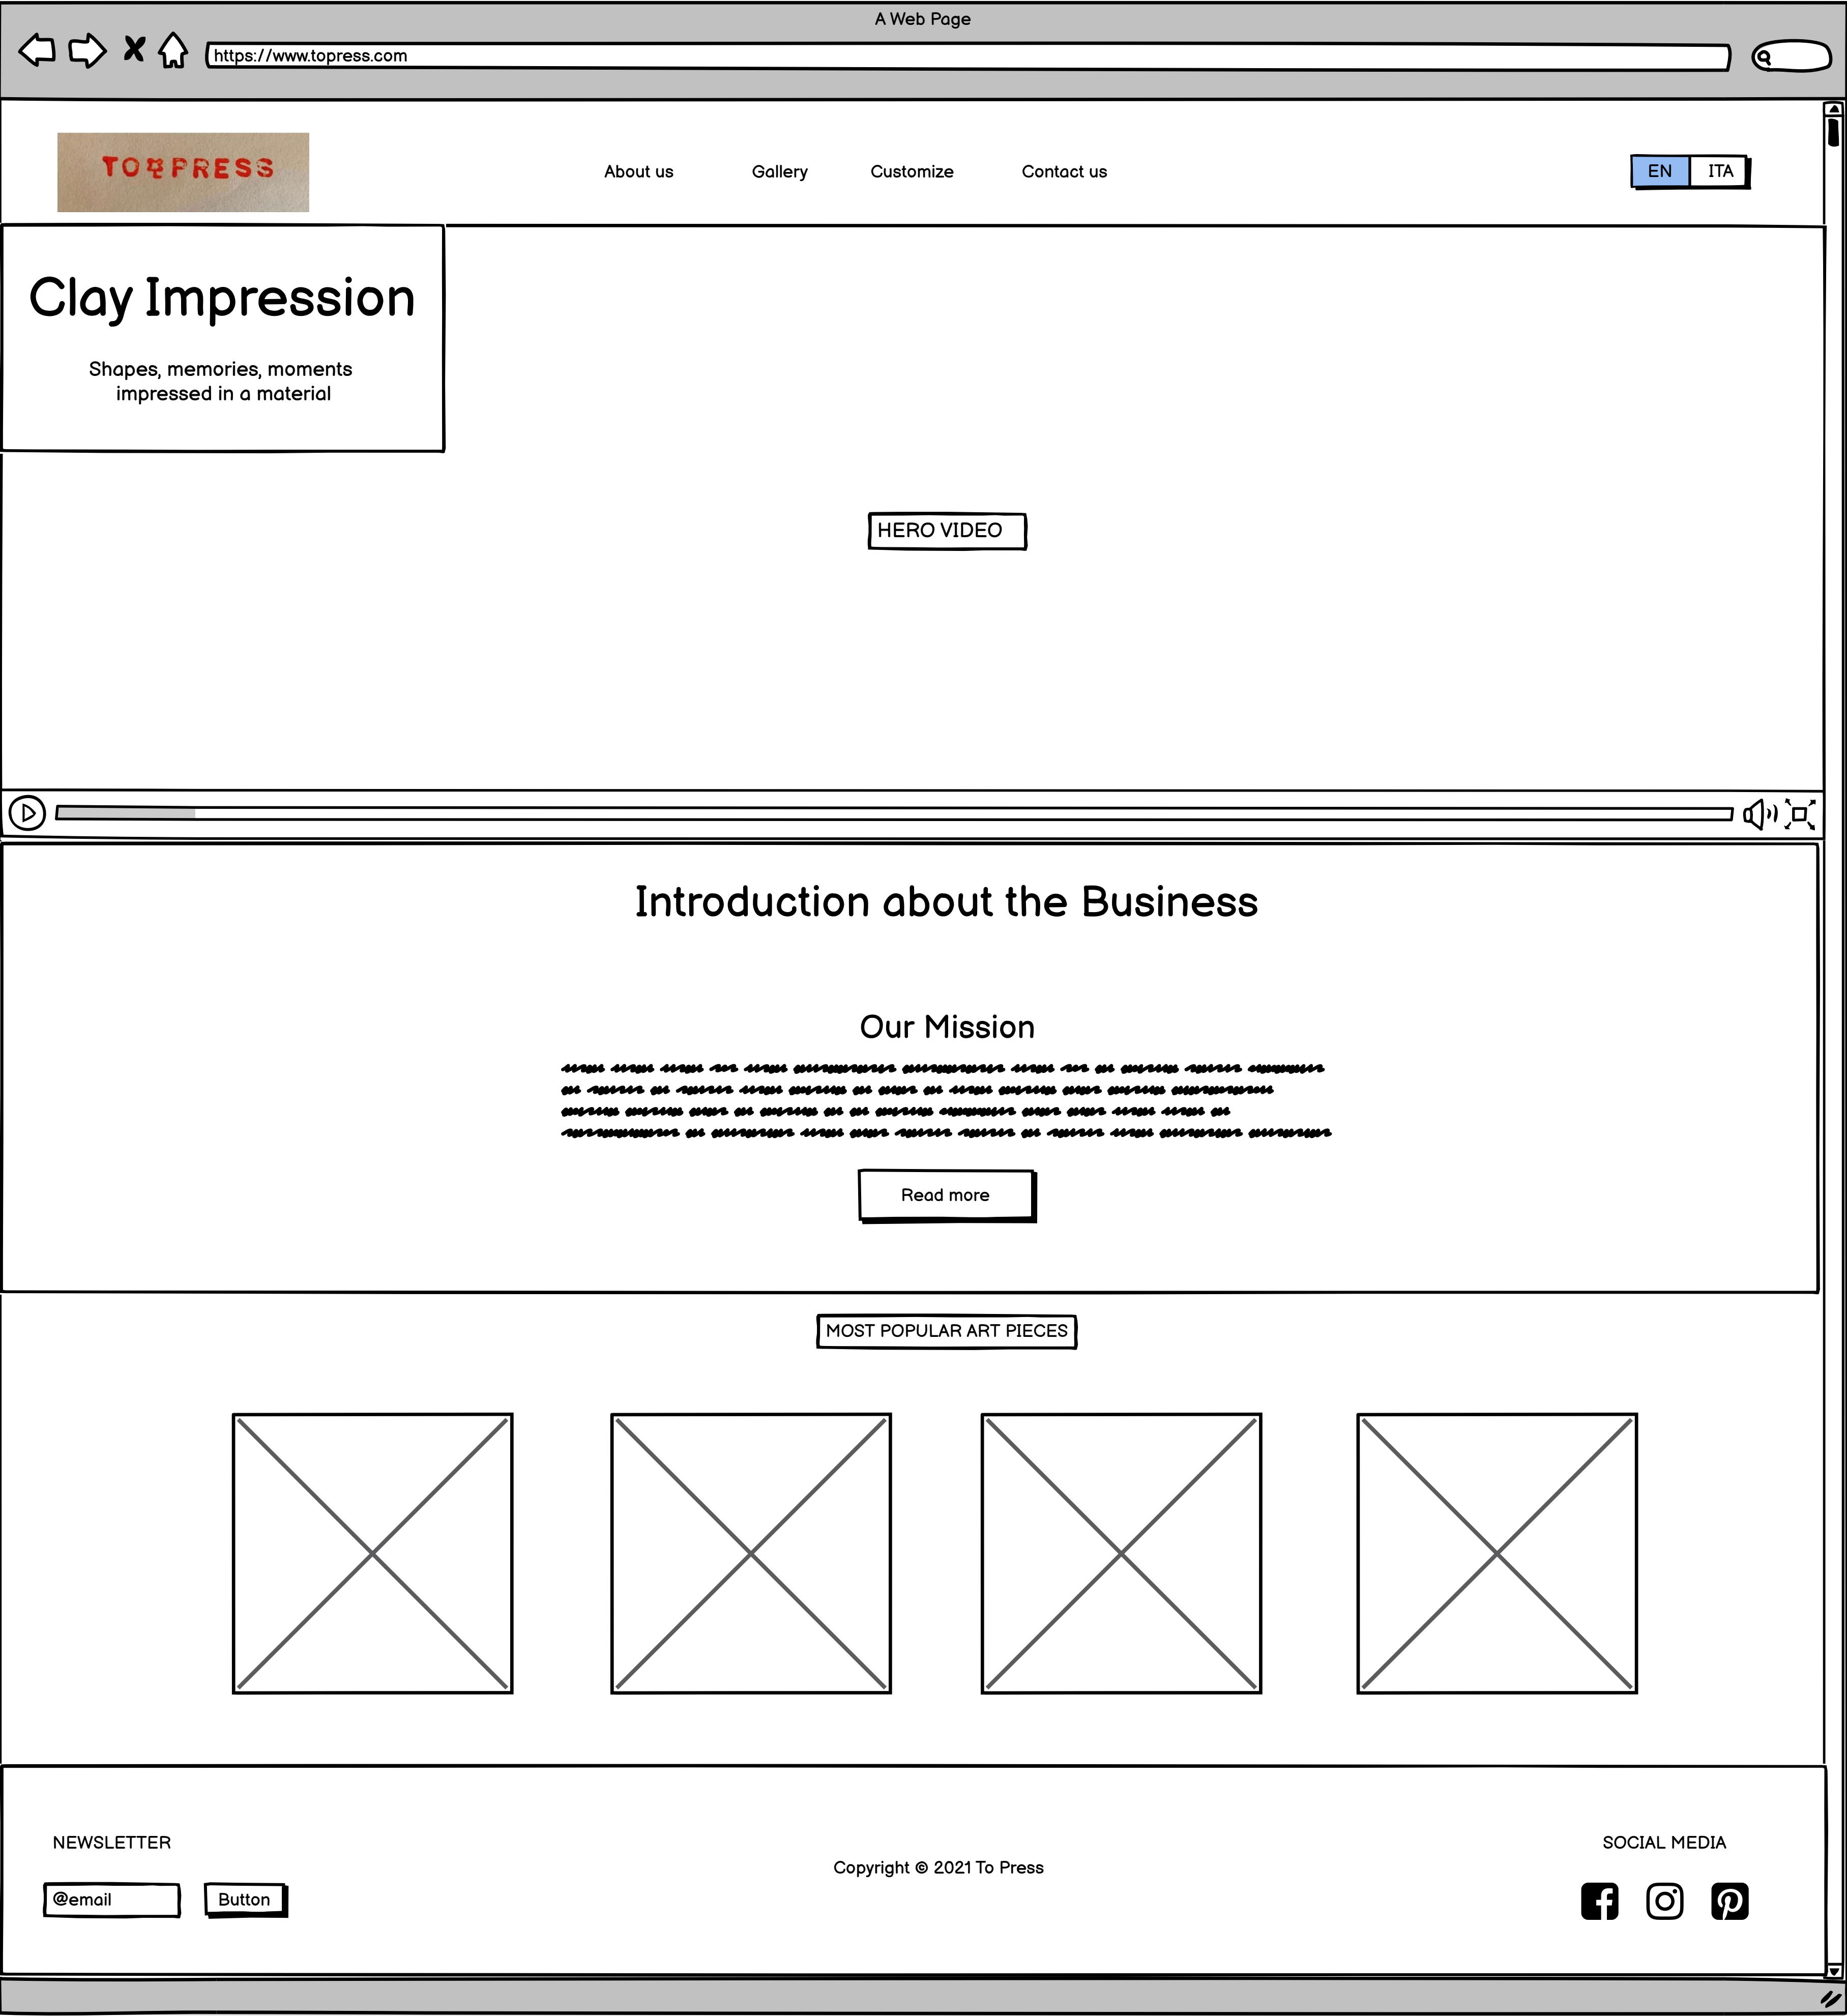 A Web Page
https://www.topress.com
TO PRESS
About us
Gallery
Customize
Contact us
EN
ITA
Clay Impression
Shapes, memories, moments
impressed in a material
HERO VIDEO
Introduction about the Business
Our Mission
Read more
MOST POPULAR ART PIECES
NEWSLETTER
@email
Button
Copyright © 2021 To Press
SOCIAL MEDIA